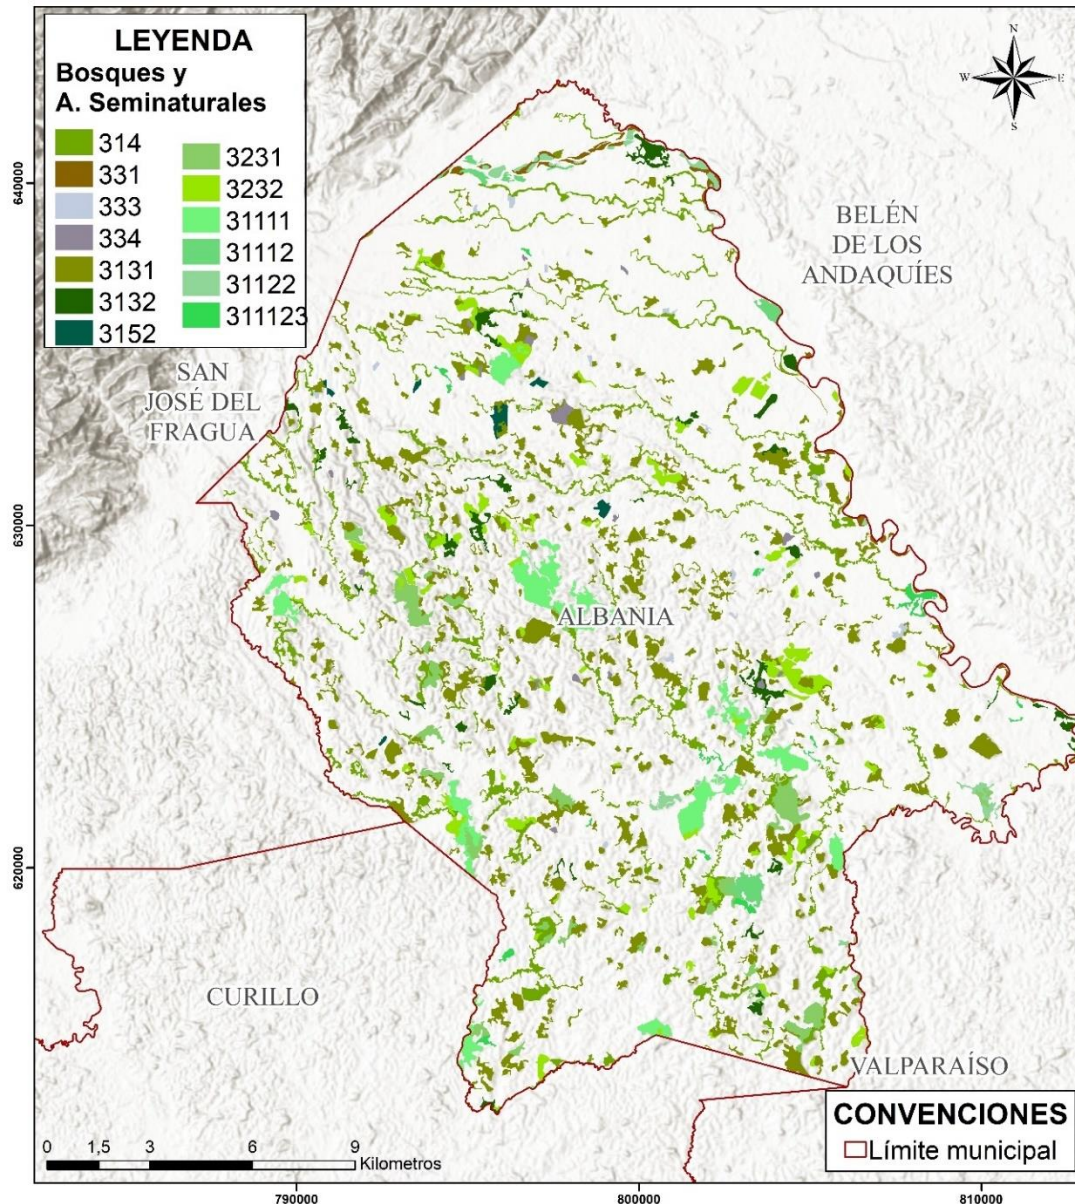 LEYENDA
Bosques y
A. Seminaturales
314
331
333
334
3131
3132
3152
3231
3232
31111
31112
31122
311123
N
W
E
S
BELÉN
DE LOS
ANDAQUÍES
SAN
JOSÉ DEL
FRAGUA
ALBANIA
CURILLO
VALPARAÍSO
640000
630000
620000
CONVENCIONES
Límite municipal
0 1,5 3 6 9
Kilometros
790000 800000 810000